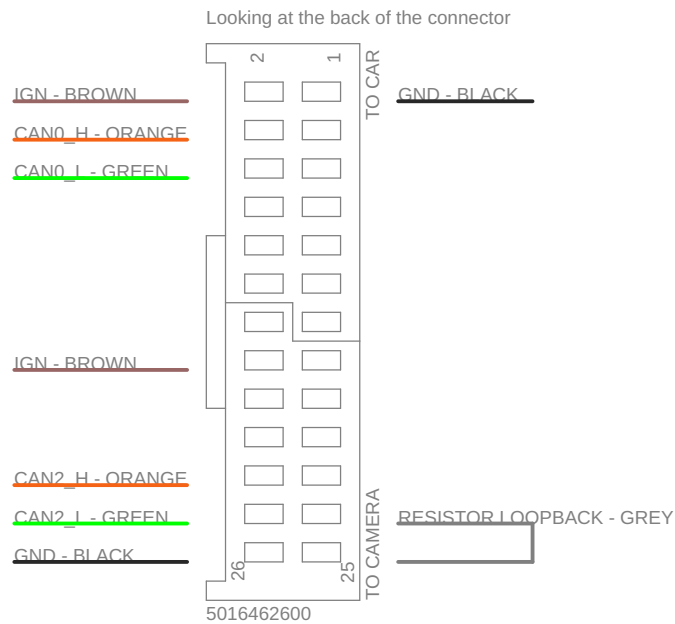 Looking at the back of the connector
2
1
TO CAR
IGN - BROWN
GND - BLACK
CAN0_H - ORANGE
CAN0_L - GREEN
IGN - BROWN
CAN2_H - ORANGE
CAN2_L - GREEN
RESISTOR LOOPBACK - GREY
GND - BLACK
26
25
TO CAMERA
5016462600